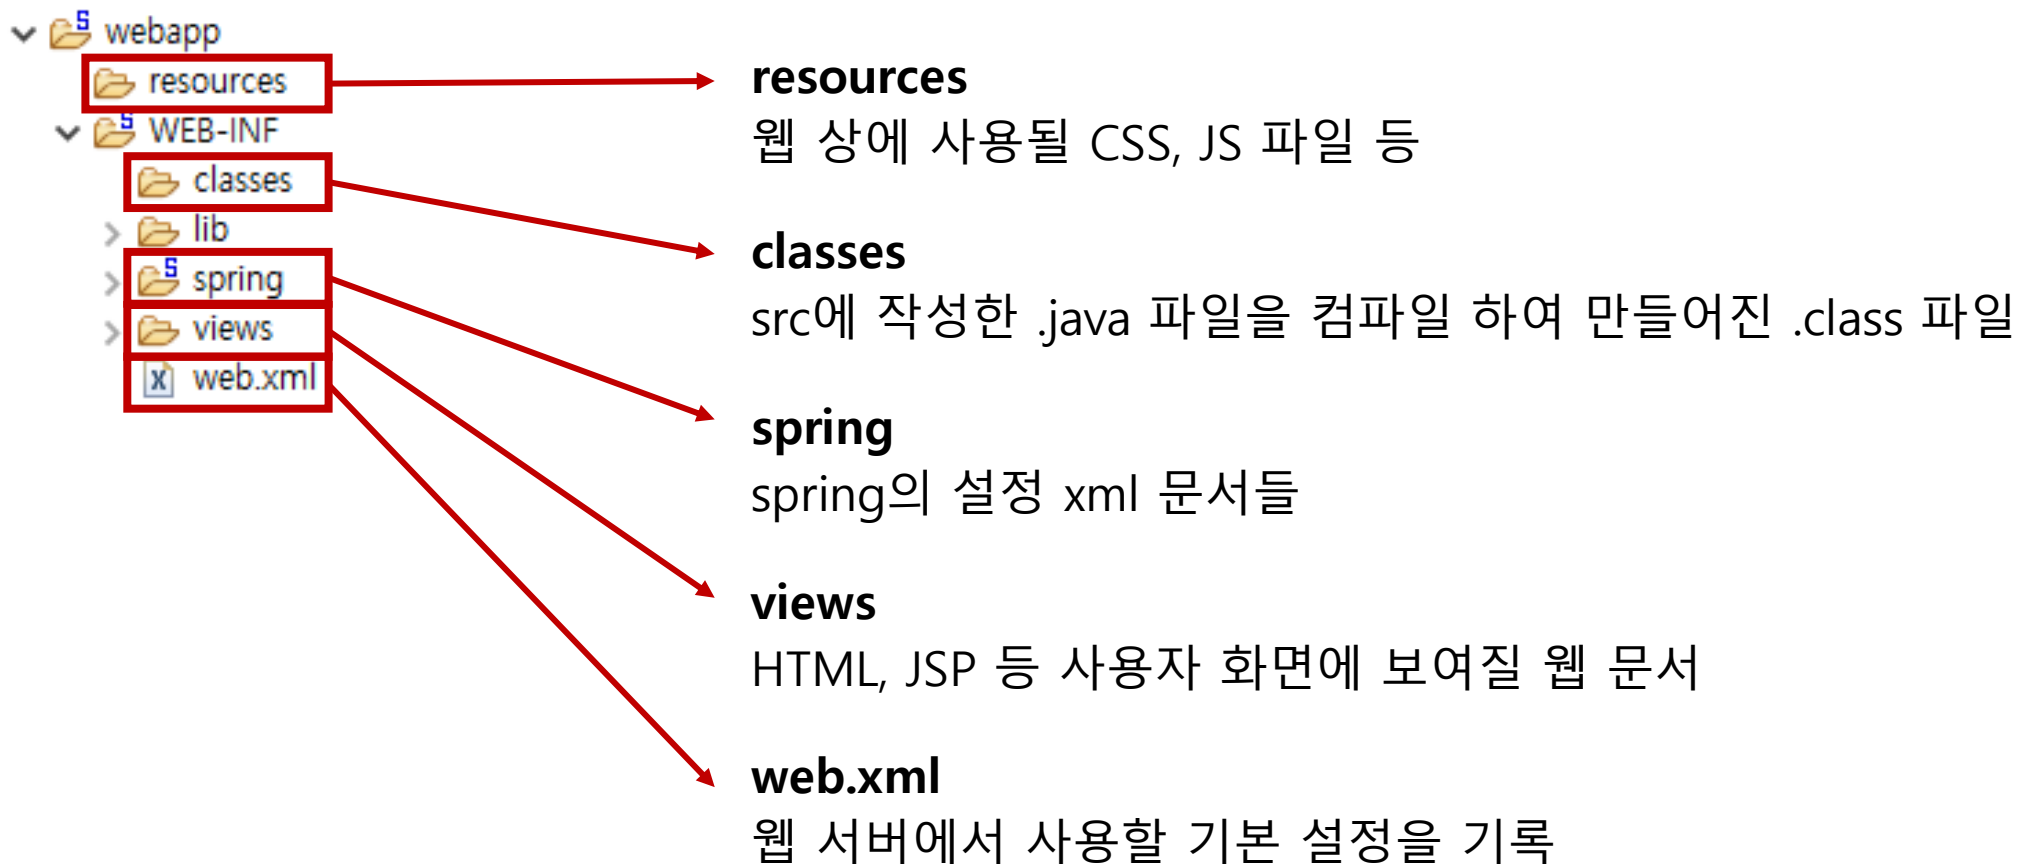 webapp
resources
WEB-INF
classes
lib
spring
views
web.xml
resources
웹 상에 사용될 CSS, JS 파일 등
classes
src에 작성한 .java 파일을 컴파일 하여 만들어진 .class 파일
spring
spring의 설정 xml 문서들
views
HTML, JSP 등 사용자 화면에 보여질 웹 문서
web.xml
웹 서버에서 사용할 기본 설정을 기록